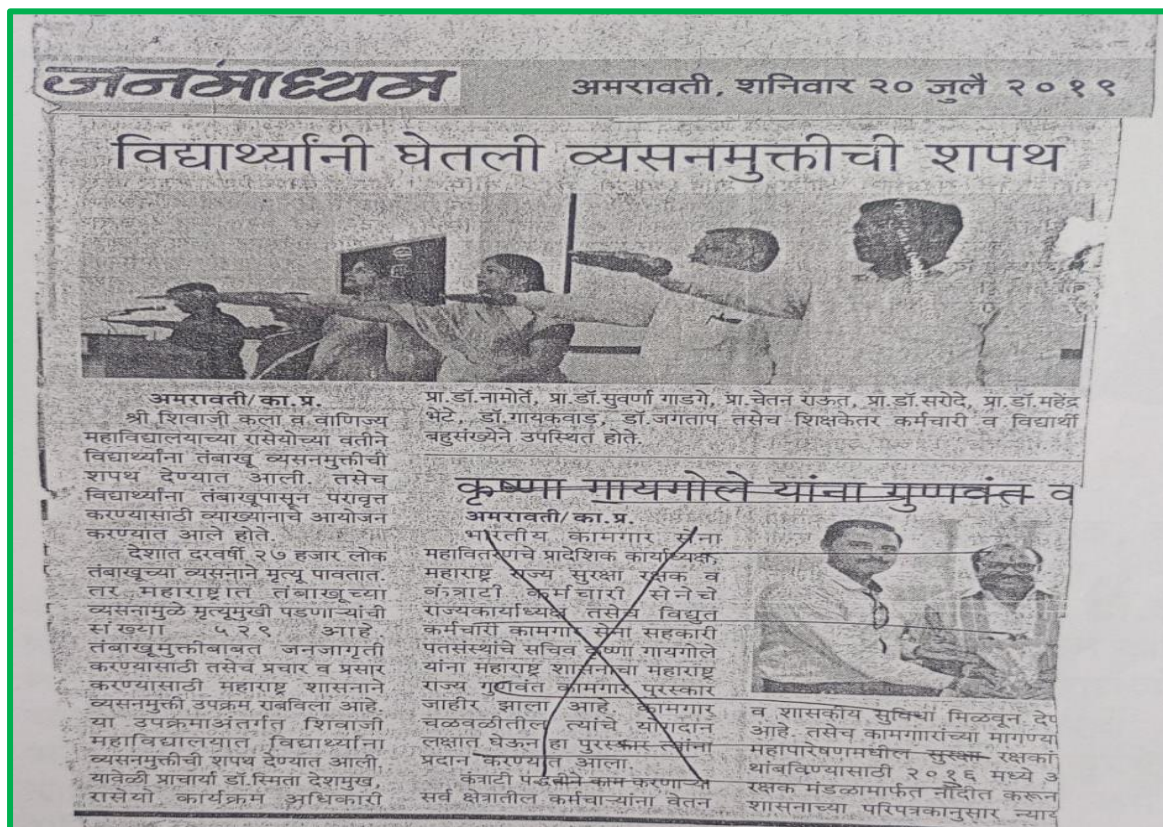 जनमाध्यम
अमरावती, शनिवार २० जुलै २०१९
विद्यार्थ्यांनी घेतली व्यसनमुक्तीची शपथ
अमरावती/का.प्र.
श्री शिवाजी कला व वाणिज्य
महाविद्यालयाच्या रासेयोच्या वतीने
विद्यार्थ्यांना तंबाखू व्यसनमुक्तीची
शपथ देण्यात आली. तसेच
विद्यार्थ्यांना तंबाखूपासून परावृत्त
करण्यासाठी व्याख्यानाचे आयोजन
करण्यात आले होते.
देशात दरवर्षी २७ हजार लोक
तंबाखूच्या व्यसनाने मृत्यू पावतात.
तर महाराष्ट्रात तंबाखूच्या
व्यसनामुळे मृत्यूमुखी पडणाऱ्यांची
संख्या ५२९ आहे.
तंबाखूमुक्तीबाबत जनजागृती
करण्यासाठी तसेच प्रचार व प्रसार
करण्यासाठी महाराष्ट्र शासनाने
व्यसनमुक्ती उपक्रम राबविला आहे.
या उपक्रमाअंतर्गत शिवाजी
महाविद्यालयात विद्यार्थ्यांना
व्यसनमुक्तीची शपथ देण्यात आली.
यावेळी प्राचार्या डॉ.स्मिता देशमुख,
रासेयो कार्यक्रम अधिकारी
प्रा.डॉ.नामोर्ते, प्रा.डॉ.सुवर्णा गाडगे, प्रा.चेतन राऊत, प्रा.डॉ.सरोदे, प्रा.डॉ.महेंद्र
भेटे, डॉ.गायकवाड, डॉ.जगताप तसेच शिक्षकेतर कर्मचारी व विद्यार्थी
बहुसंख्येने उपस्थित होते.
कृष्णा गायगोले यांना गुणवंत व
अमरावती/का.प्र.
भारतीय कामगार सेना
महावितरणचे प्रादेशिक कार्याध्यक्ष,
महाराष्ट्र राज्य सुरक्षा रक्षक व
कंत्राटी कर्मचारी सेनेचे
राज्यकार्याध्यक्ष तसेच विद्युत
कर्मचारी कामगार सेना सहकारी
पतसंस्थांचे सचिव कृष्णा गायगोले
यांना महाराष्ट्र शासनाचा महाराष्ट्र
राज्य गुणवंत कामगार पुरस्कार
जाहीर झाला आहे. कामगार
चळवळीतील त्यांचे योगदान
लक्षात घेऊन हा पुरस्कार त्यांना
प्रदान करण्यात आला.
कंत्राटी पद्धतीने काम करणाऱ्या
सर्व क्षेत्रातील कर्मचाऱ्यांना वेतन
व शासकीय सुविधा मिळवून देण
आहे. तसेच कामगारांच्या मागण्या
महापारेषणमधील सुरक्षा रक्षका
थांबविण्यासाठी २०१६ मध्ये
रक्षक मंडळामार्फत नोंदीत करून
शासनाच्या परिपत्रकानुसार न्याय